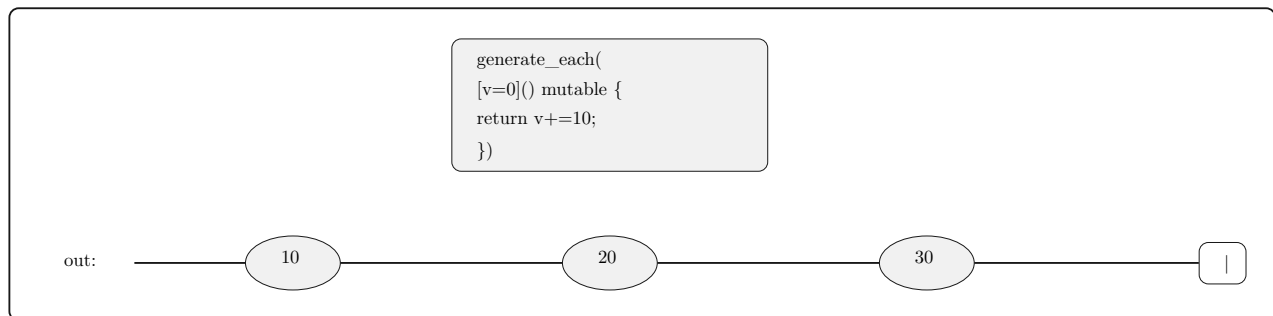 generate_each(
[v=0]() mutable {
return v+=10;
})
out: 10 20 30 |